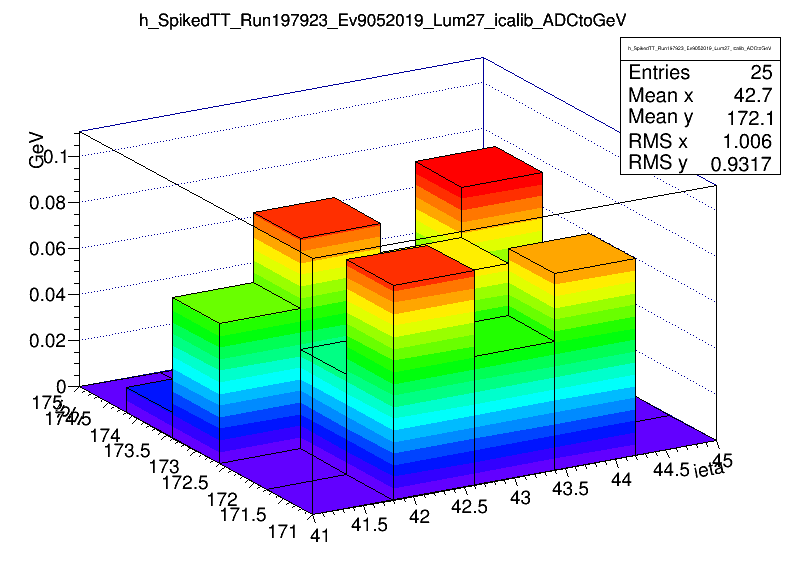 h_SpikedTT_Run197923_Ev9052019_Lum27_icalib_ADCtoGeV
h_SpikedTT_Run197923_Ev9052019_Lum27_icalib_ADCtoGeV
Entries 25
Mean x 42.7
Mean y 172.1
RMS x 1.006
RMS y 0.9317
GeV
0.1
0.08
0.06
0.04
0.02
0
175
174.5
174
173.5
173
172.5
172
171.5
171
41
41.5
42
42.5
43
43.5
44
44.5
45
ieta